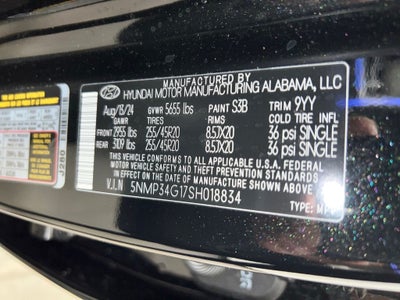 MANUFACTURED BY
HYUNDAI MOTOR MANUFACTURING ALABAMA, LLC
Aug/13/24 GVWR 5655 lbs PAINT S3B TRIM 9YY
GAWR TIRES RIMS COLD TIRE INFL
FRONT 2955 lbs 255/45R20 8.5JX20 36 psi SINGLE
REAR 3109 lbs 255/45R20 8.5JX20 36 psi SINGLE
THIS VEHICLE CONFORMS TO ALL APPLICABLE U.S. FEDERAL
MOTOR VEHICLE SAFETY, BUMPER AND THEFT PREVENTION STANDARDS
IN EFFECT ON THE DATE OF MANUFACTURE SHOWN ABOVE.
V.I.N 5NMP34G17SH018834
TYPE:
J280